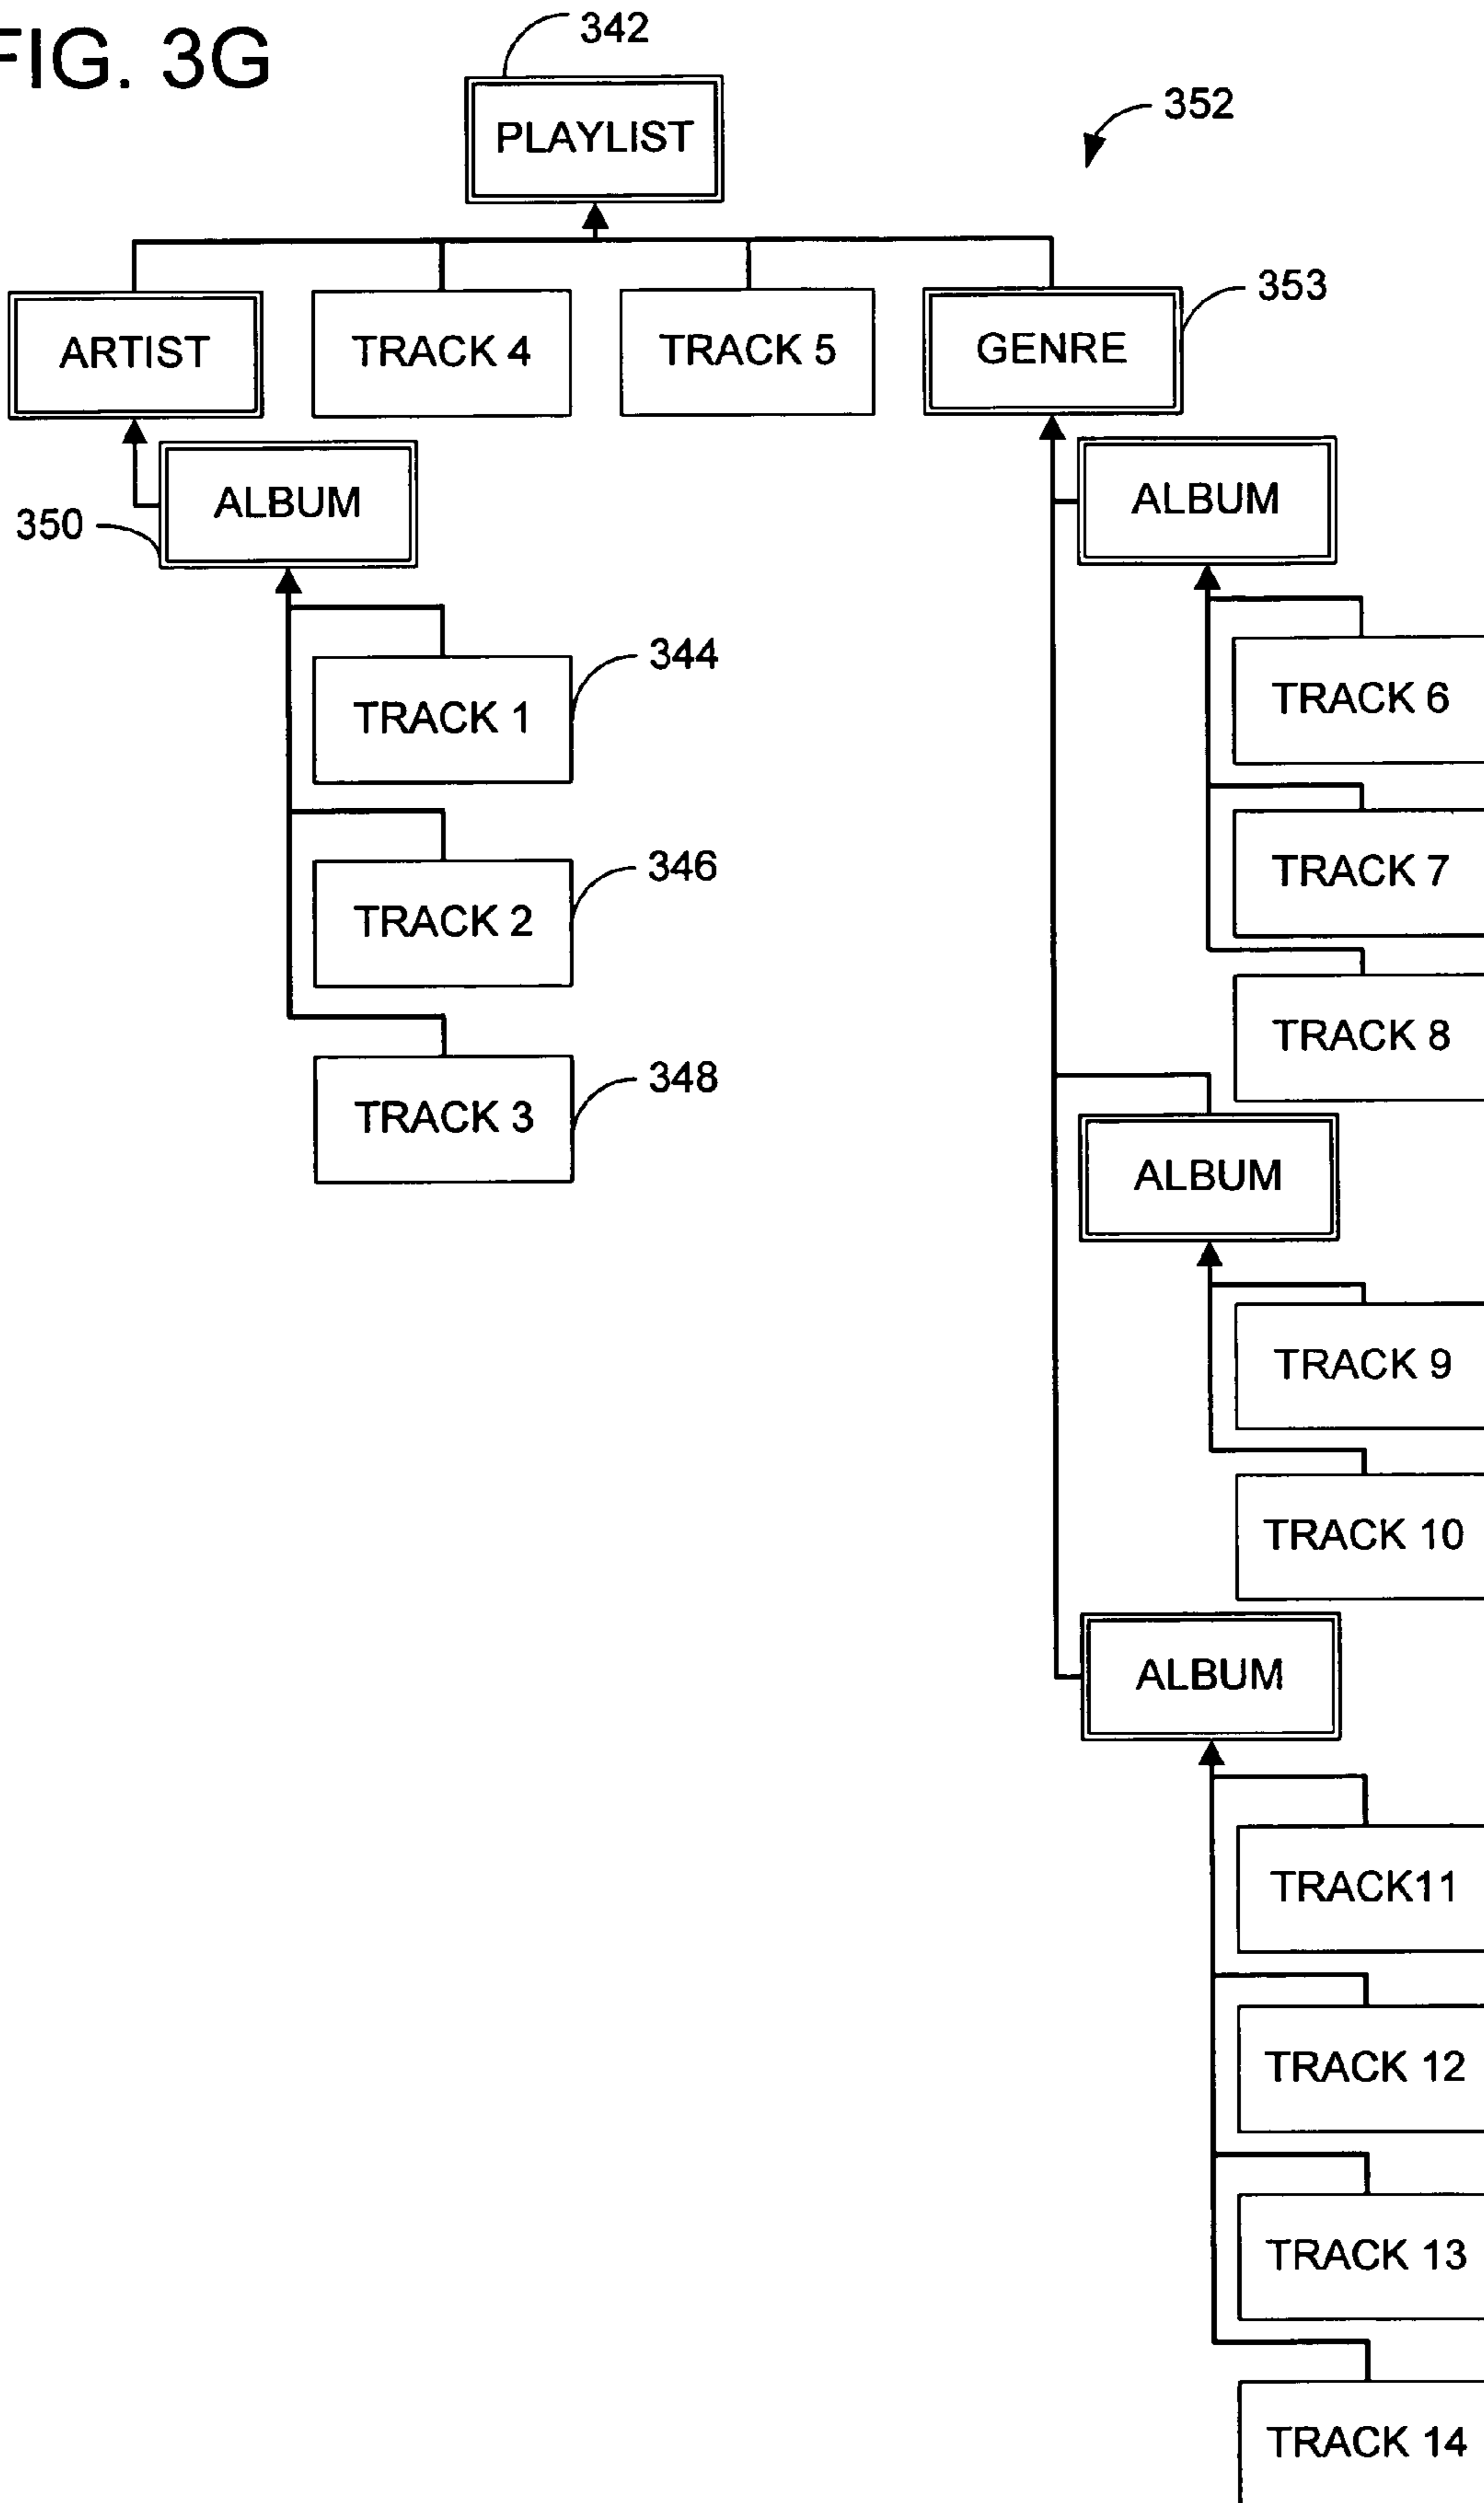 FIG. 3G
342
PLAYLIST
352
353
ARTIST
TRACK 4
TRACK 5
GENRE
350
ALBUM
ALBUM
TRACK 1
344
TRACK 6
TRACK 2
346
TRACK 7
TRACK 3
348
TRACK 8
ALBUM
TRACK 9
TRACK 10
ALBUM
TRACK11
TRACK 12
TRACK 13
TRACK 14